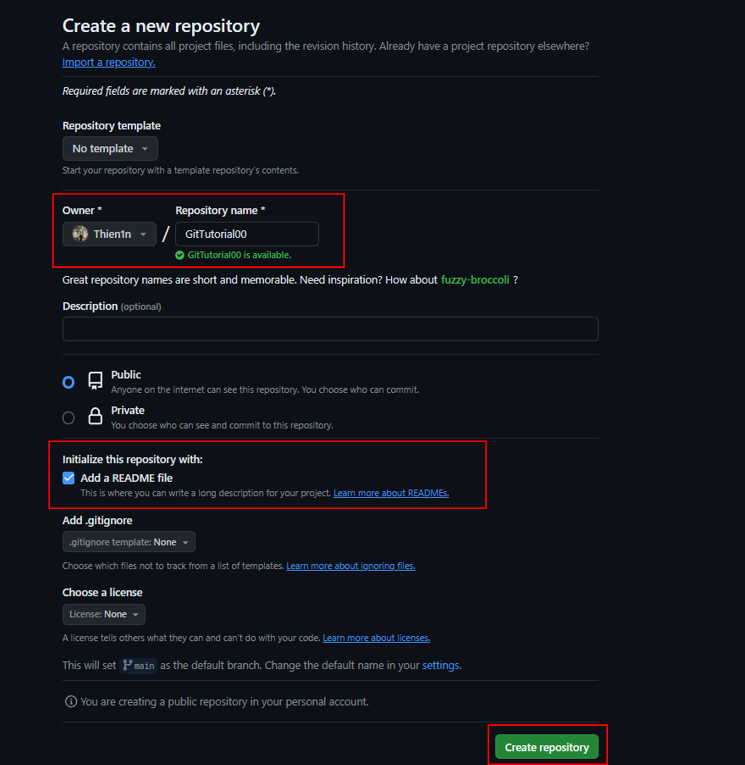 Create a new repository
A repository contains all project files, including the revision history. Already have a project repository elsewhere?
Import a repository.
Required fields are marked with an asterisk (*).
Repository template
No template
Start your repository with a template repository's contents.
Owner * Repository name *
Thien1n / GitTutorial00
GitTutorial00 is available.
Great repository names are short and memorable. Need inspiration? How about fuzzy-broccoli ?
Description (optional)
Public
Anyone on the internet can see this repository. You choose who can commit.
Private
You choose who can see and commit to this repository.
Initialize this repository with:
Add a README file
This is where you can write a long description for your project. Learn more about READMEs.
Add .gitignore
.gitignore template: None
Choose which files not to track from a list of templates. Learn more about ignoring files.
Choose a license
License: None
A license tells others what they can and can't do with your code. Learn more about licenses.
This will set main as the default branch. Change the default name in your settings.
You are creating a public repository in your personal account.
Create repository